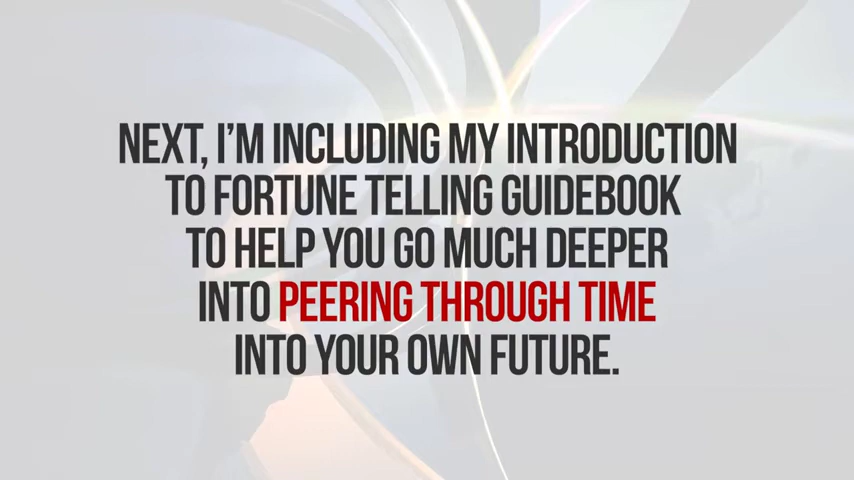 NEXT, I'M INCLUDING MY INTRODUCTION
TO FORTUNE TELLING GUIDEBOOK
TO HELP YOU GO MUCH DEEPER
INTO PEERING THROUGH TIME
INTO YOUR OWN FUTURE.